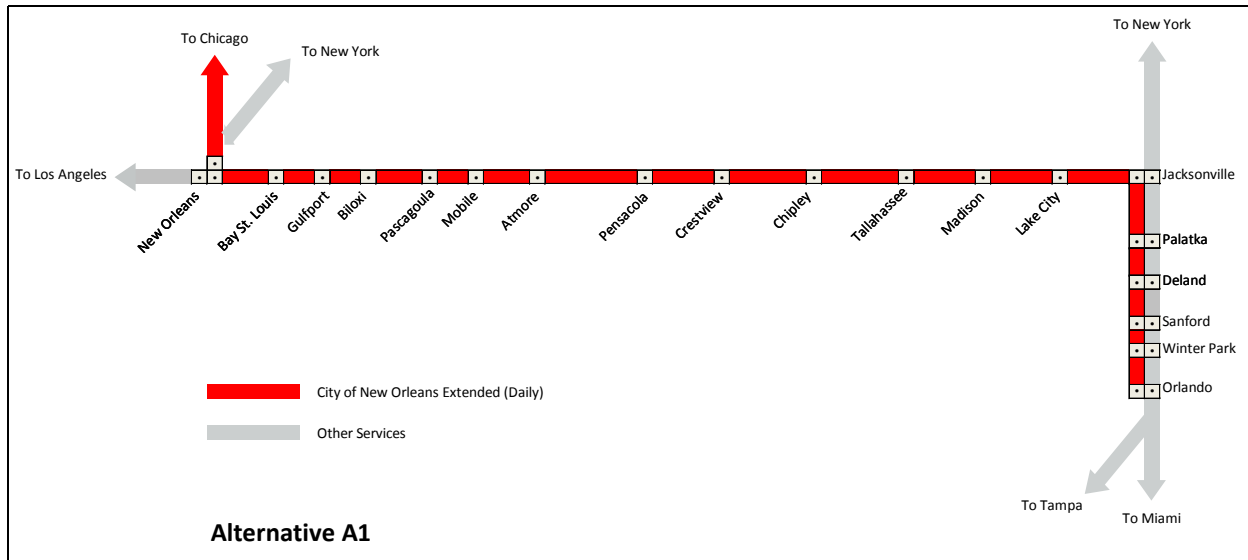 To New York
To Chicago
To New York
To Los Angeles
Jacksonville
New Orleans
Bay St. Louis
Gulfport
Biloxi
Pascagoula
Mobile
Atmore
Pensacola
Crestview
Chipley
Tallahassee
Madison
Lake City
Palatka
Deland
Sanford
Winter Park
Orlando
City of New Orleans Extended (Daily)
Other Services
To Tampa
To Miami
Alternative A1